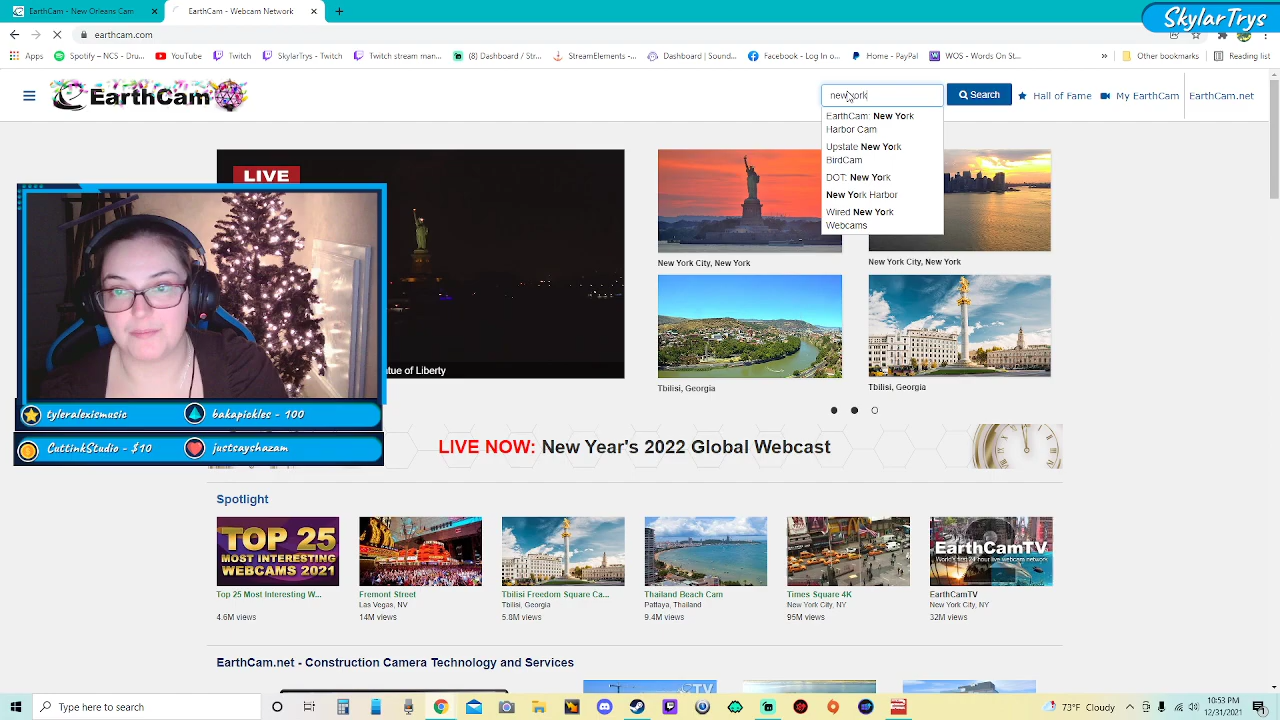 EarthCam - New Orleans Cam
EarthCam - Webcam Network
SkylarTrys
earthcam.com
Apps
Spotify - NCS - Dru...
YouTube
Twitch
SkylarTrys - Twitch
Twitch stream man...
(8) Dashboard / Str...
StreamElements -...
Dashboard | Sound...
Facebook - Log In o...
Home - PayPal
WOS - Words On St...
Other bookmarks
Reading list
EarthCam
new york
Search
Hall of Fame
My EarthCam
EarthCam.net
EarthCam: New York
Harbor Cam
Upstate New York
BirdCam
DOT: New York
New York Harbor
Wired New York
Webcams
LIVE
tue of Liberty
New York City, New York
New York City, New York
Tbilisi, Georgia
Tbilisi, Georgia
tyleralexismusic
bakapickles - 100
CuttinkStudio - $10
justsayshazam
LIVE NOW: New Year's 2022 Global Webcast
Spotlight
TOP 25
MOST INTERESTING
WEBCAMS 2021
EarthCamTV
World's first 24 hour live webcam network
Top 25 Most Interesting W...
Fremont Street
Tbilisi Freedom Square Ca...
Thailand Beach Cam
Times Square 4K
EarthCamTV
Las Vegas, NV
Tbilisi, Georgia
Pattaya, Thailand
New York City, NY
New York City, NY
4.6M views
14M views
5.8M views
9.4M views
95M views
32M views
EarthCam.net - Construction Camera Technology and Services
Type here to search
73°F Cloudy
10:53 PM
12/31/2021